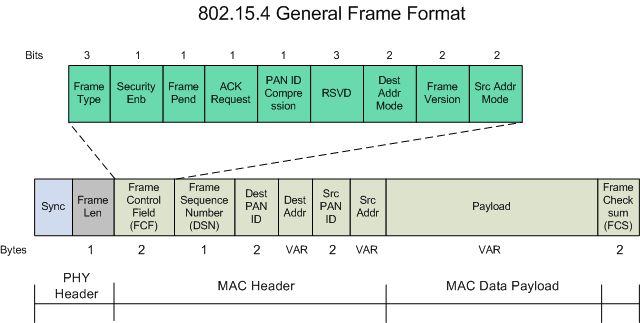 802.15.4 General Frame Format
Bits 3 1 1 1 1 3 2 2 2
Frame Type
Security Enb
Frame Pend
ACK Request
PAN ID Compre ssion
RSVD
Dest Addr Mode
Frame Version
Src Addr Mode
Sync
Frame Len
Frame Control Field (FCF)
Frame Sequence Number (DSN)
Dest PAN ID
Dest Addr
Src PAN ID
Src Addr
Payload
Frame Check sum (FCS)
Bytes 1 2 1 2 VAR 2 VAR VAR 2
PHY Header
MAC Header
MAC Data Payload